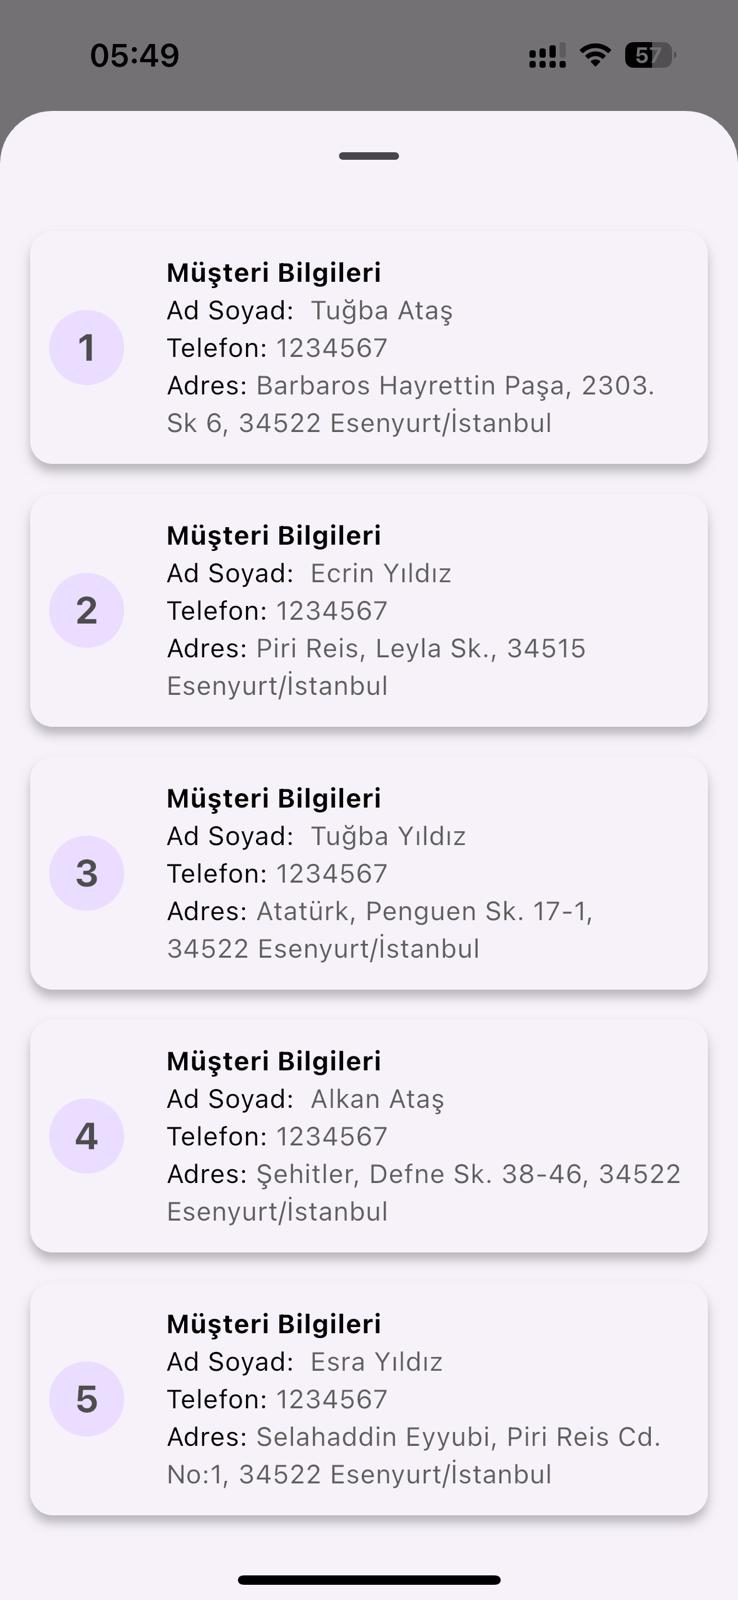 05:49
57
Müşteri Bilgileri
Ad Soyad: Tuğba Ataş
1
Telefon: 1234567
Adres: Barbaros Hayrettin Paşa, 2303.
Sk 6, 34522 Esenyurt/İstanbul
Müşteri Bilgileri
Ad Soyad: Ecrin Yıldız
2
Telefon: 1234567
Adres: Piri Reis, Leyla Sk., 34515
Esenyurt/İstanbul
Müşteri Bilgileri
Ad Soyad: Tuğba Yıldız
3
Telefon: 1234567
Adres: Atatürk, Penguen Sk. 17-1,
34522 Esenyurt/İstanbul
Müşteri Bilgileri
Ad Soyad: Alkan Ataş
4
Telefon: 1234567
Adres: Şehitler, Defne Sk. 38-46, 34522
Esenyurt/İstanbul
Müşteri Bilgileri
Ad Soyad: Esra Yıldız
5
Telefon: 1234567
Adres: Selahaddin Eyyubi, Piri Reis Cd.
No:1, 34522 Esenyurt/İstanbul